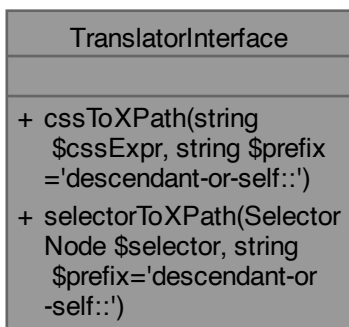 TranslatorInterface
+ cssToXPath(string
$cssExpr, string $prefix
='descendant-or-self::')
+ selectorToXPath(Selector
Node $selector, string
$prefix='descendant-or
-self::')